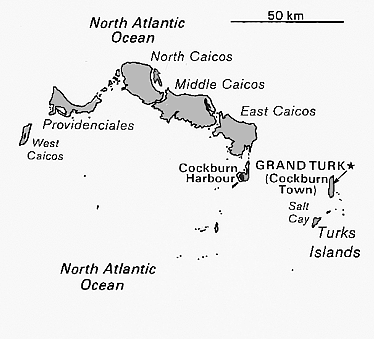 North Atlantic
Ocean
50 km
North Caicos
Middle Caicos
East Caicos
Providenciales
West
Caicos
Cockburn
Harbour
GRAND TURK*
(Cockburn
Town)
Salt
Cay
Turks
Islands
North Atlantic
Ocean